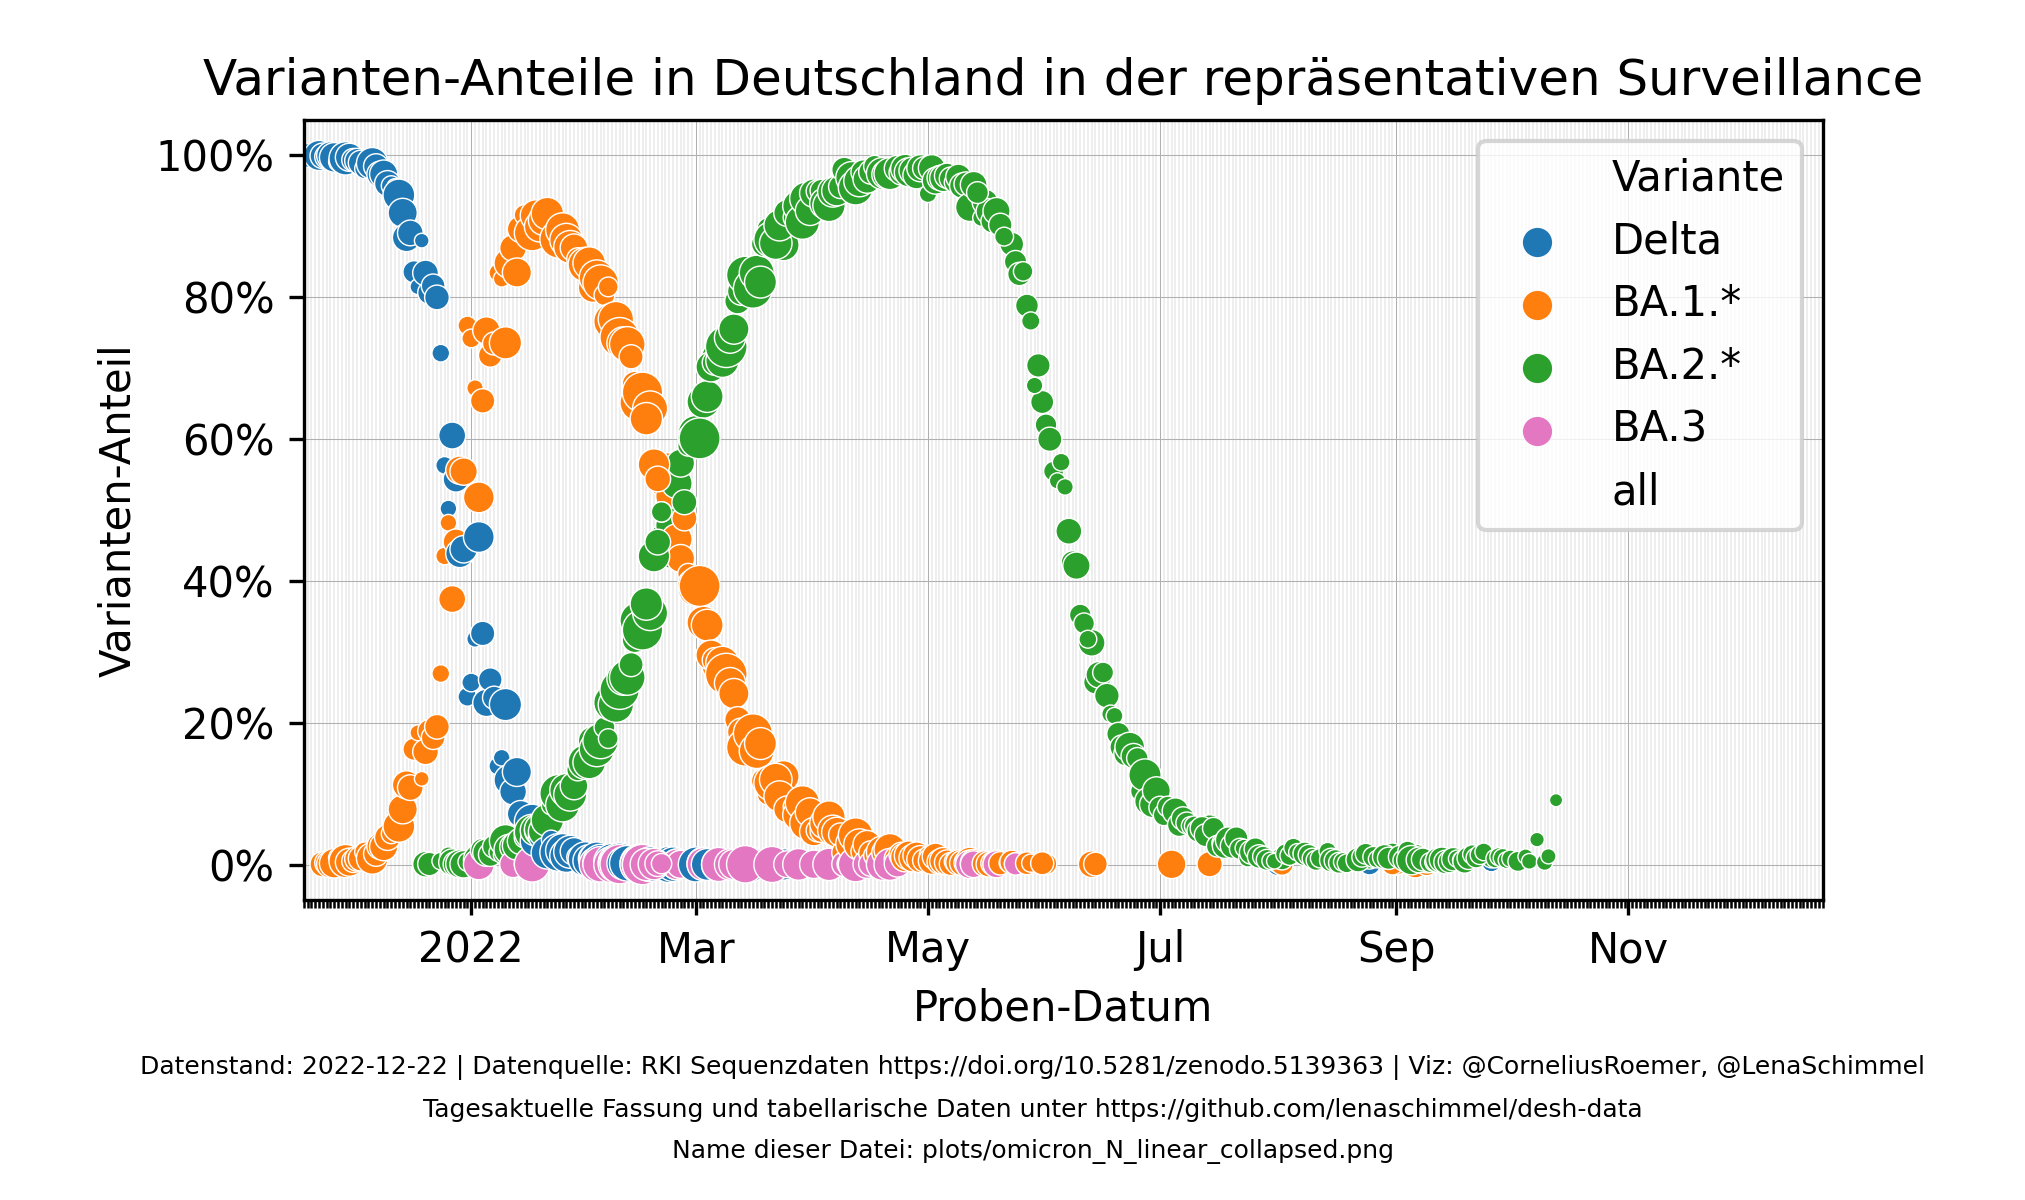 Varianten-Anteile in Deutschland in der repräsentativen Surveillance
Varianten-Anteil
100%
80%
60%
40%
20%
0%
Variante
Delta
BA.1.*
BA.2.*
BA.3
all
2022
Mar
May
Jul
Sep
Nov
Proben-Datum
Datenstand: 2022-12-22 | Datenquelle: RKI Sequenzdaten https://doi.org/10.5281/zenodo.5139363 | Viz: @CorneliusRoemer, @LenaSchimmel
Tagesaktuelle Fassung und tabellarische Daten unter https://github.com/lenaschimmel/desh-data
Name dieser Datei: plots/omicron_N_linear_collapsed.png